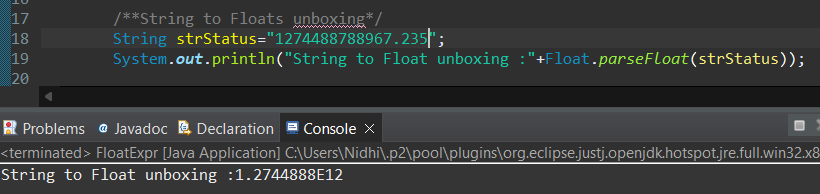 17 /**String to Floats unboxing*/
18 String strStatus="1274488788967.235";
19 System.out.println("String to Float unboxing :"+Float.parseFloat(strStatus));
20
Problems @ Javadoc Declaration Console
<terminated> FloatExpr [Java Application] C:\Users\Nidhi\.p2\pool\plugins\org.eclipse.justj.openjdk.hotspot.jre.full.win32.x8
String to Float unboxing :1.2744888E12